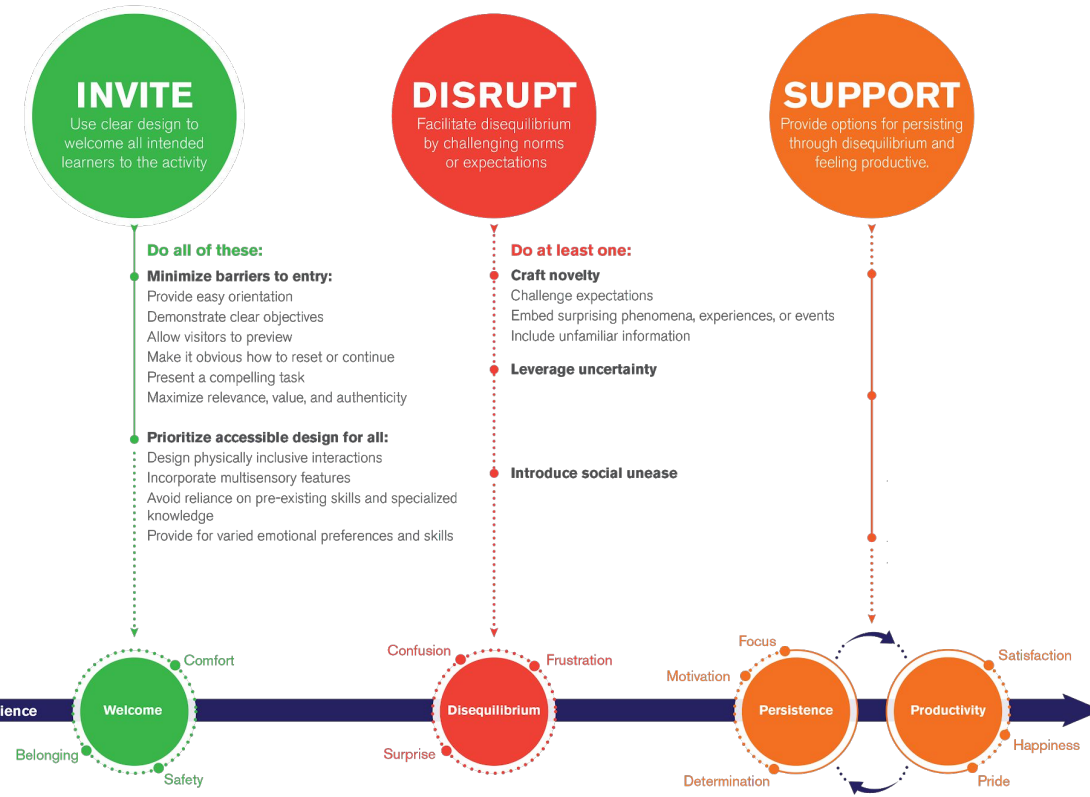 INVITE
Use clear design to
welcome all intended
learners to the activity
DISRUPT
Facilitate disequilibrium
by challenging norms
or expectations
SUPPORT
Provide options for persisting
through disequilibrium and
feeling productive.
Do all of these:
Minimize barriers to entry:
Provide easy orientation
Demonstrate clear objectives
Allow visitors to preview
Make it obvious how to reset or continue
Present a compelling task
Maximize relevance, value, and authenticity
Prioritize accessible design for all:
Design physically inclusive interactions
Incorporate multisensory features
Avoid reliance on pre-existing skills and specialized
knowledge
Provide for varied emotional preferences and skills
Do at least one:
Craft novelty
Challenge expectations
Embed surprising phenomena, experiences, or events
Include unfamiliar information
Leverage uncertainty
Introduce social unease
ience
Comfort
Welcome
Belonging
Safety
Confusion
Frustration
Disequilibrium
Surprise
Focus
Motivation
Persistence
Determination
Satisfaction
Productivity
Happiness
Pride